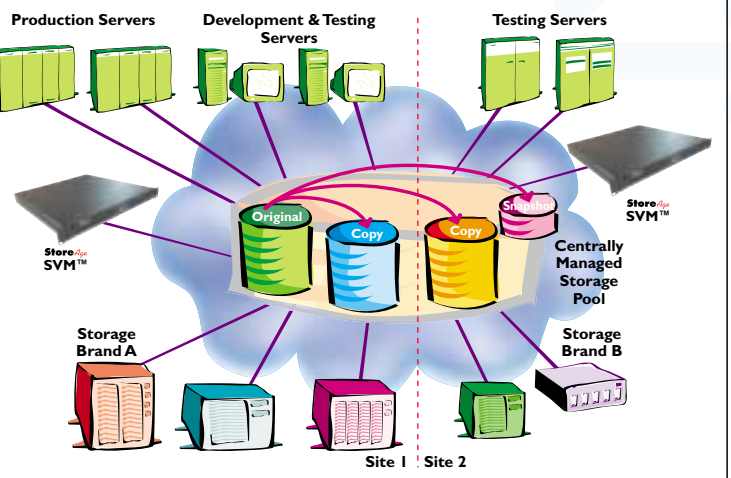 Production Servers
Development & Testing
Servers
Testing Servers
StoreAge
SVM™
StoreAge
SVM™
Original
Copy
Copy
Snapshot
Centrally
Managed
Storage
Pool
Storage
Brand A
Storage
Brand B
Site 1
Site 2